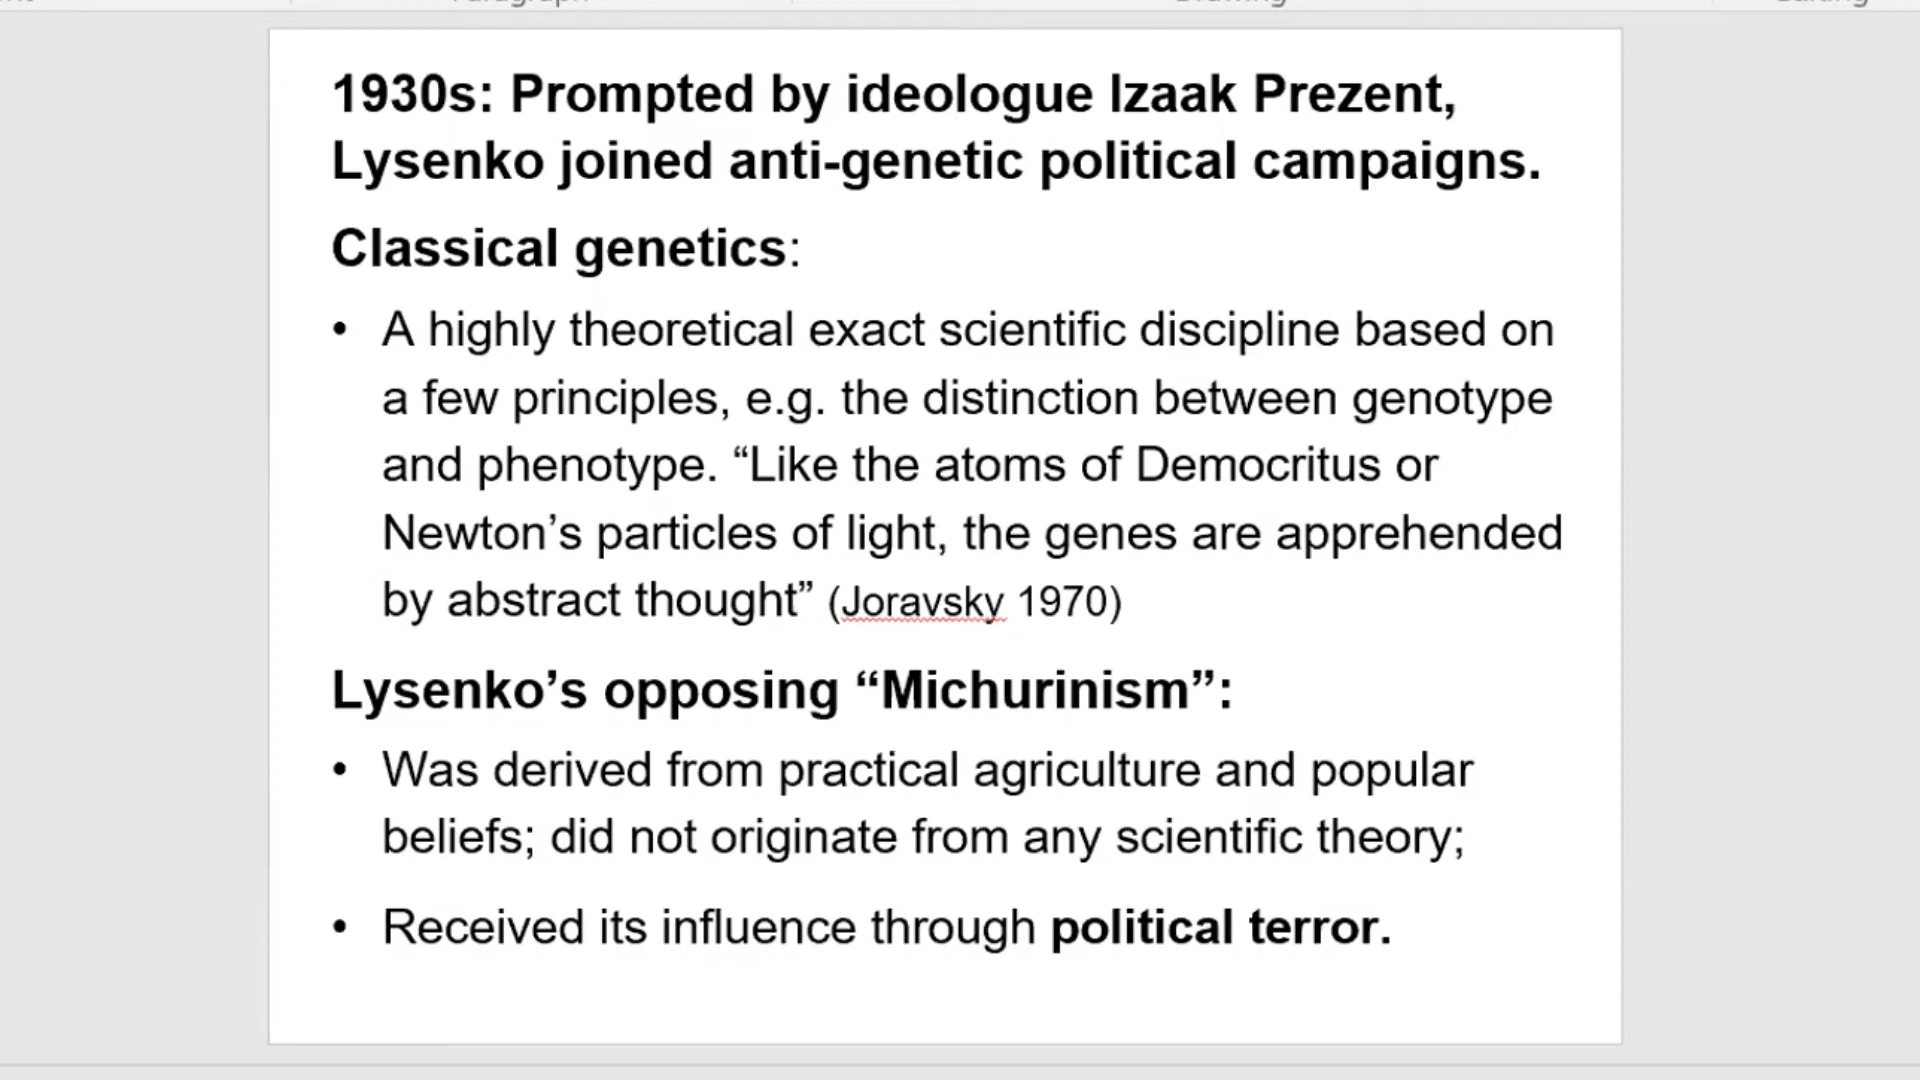 Paragraph
Drawing
Editing
1930s: Prompted by ideologue Izaak Prezent,
Lysenko joined anti-genetic political campaigns.
Classical genetics:
• A highly theoretical exact scientific discipline based on
a few principles, e.g. the distinction between genotype
and phenotype. “Like the atoms of Democritus or
Newton’s particles of light, the genes are apprehended
by abstract thought” (Joravsky 1970)
Lysenko’s opposing “Michurinism”:
• Was derived from practical agriculture and popular
beliefs; did not originate from any scientific theory;
• Received its influence through political terror.